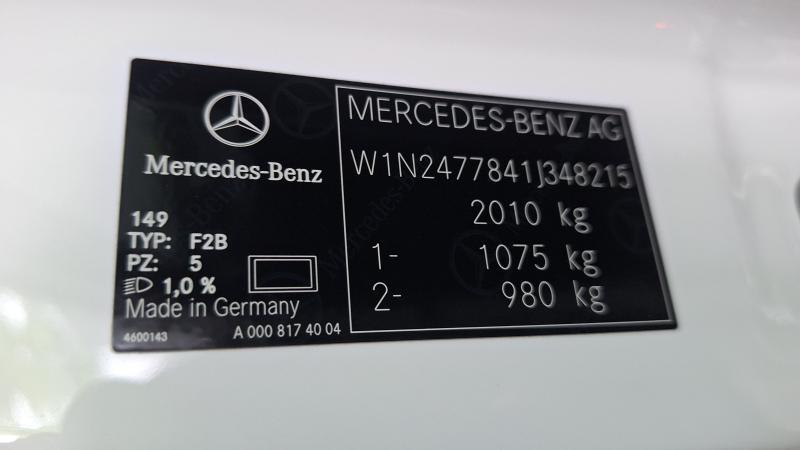 Mercedes-Benz
149
TYP: F2B
PZ: 5
1,0 %
Made in Germany
4600143
A 000 817 40 04
MERCEDES-BENZ AG
W1N2477841J348215
2010 kg
1- 1075 kg
2- 980 kg